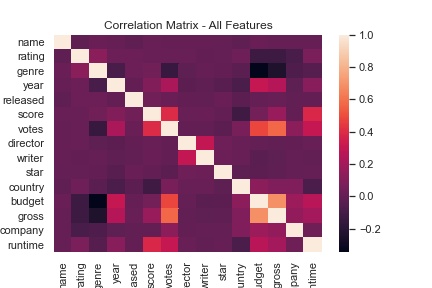 Correlation Matrix - All Features
name
rating
genre
year
released
score
votes
director
writer
star
country
budget
gross
company
runtime
1.0
0.8
0.6
0.4
0.2
0.0
−0.2
name
rating
genre
year
ased
score
votes
ector
writer
star
untry
udget
gross
pany
ntime